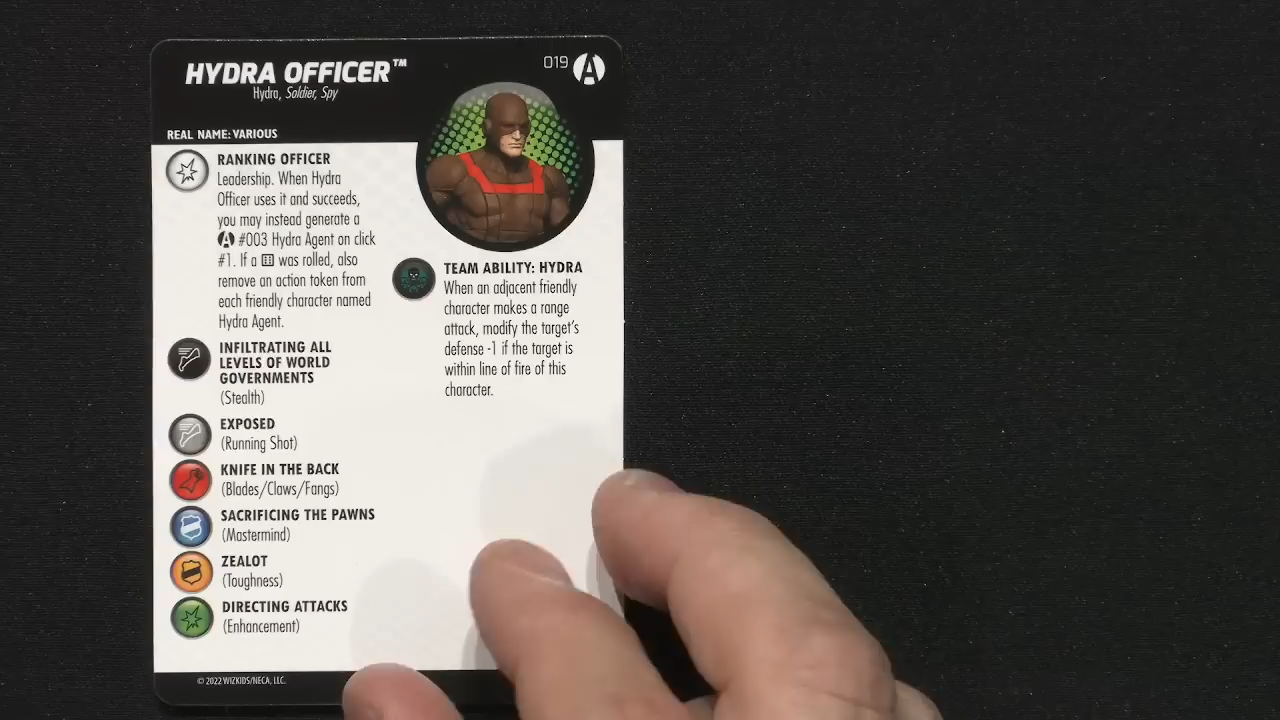 HYDRA OFFICER™
Hydra, Soldier, Spy
019
REAL NAME: VARIOUS
RANKING OFFICER
Leadership. When Hydra
Officer uses it and succeeds,
you may instead generate a
#003 Hydra Agent on click
#1. If a ⚅ was rolled, also
remove an action token from
each friendly character named
Hydra Agent.
INFILTRATING ALL
LEVELS OF WORLD
GOVERNMENTS
(Stealth)
EXPOSED
(Running Shot)
KNIFE IN THE BACK
(Blades/Claws/Fangs)
SACRIFICING THE PAWNS
(Mastermind)
ZEALOT
(Toughness)
DIRECTING ATTACKS
(Enhancement)
TEAM ABILITY: HYDRA
When an adjacent friendly
character makes a range
attack, modify the target's
defense -1 if the target is
within line of fire of this
character.
© 2022 WIZKIDS/NECA, LLC.